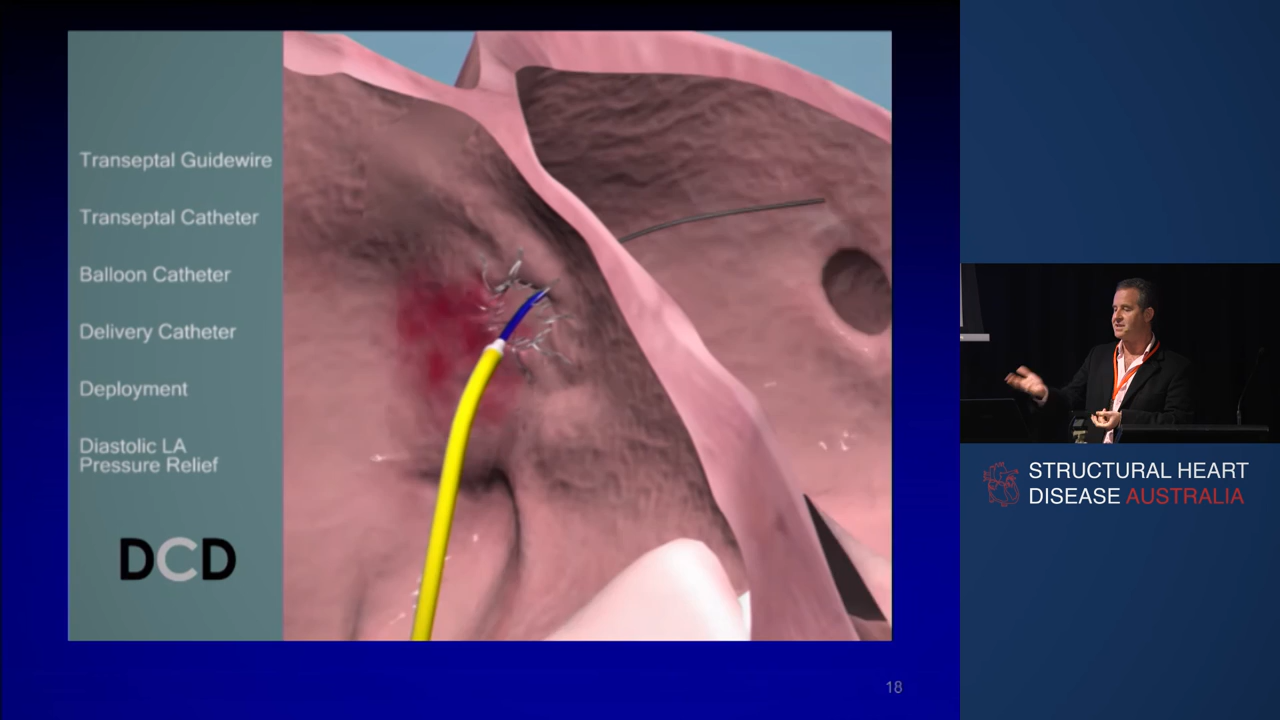 Transeptal Guidewire
Transeptal Catheter
Balloon Catheter
Delivery Catheter
Deployment
Diastolic LA
Pressure Relief
DCD
18
STRUCTURAL HEART
DISEASE AUSTRALIA